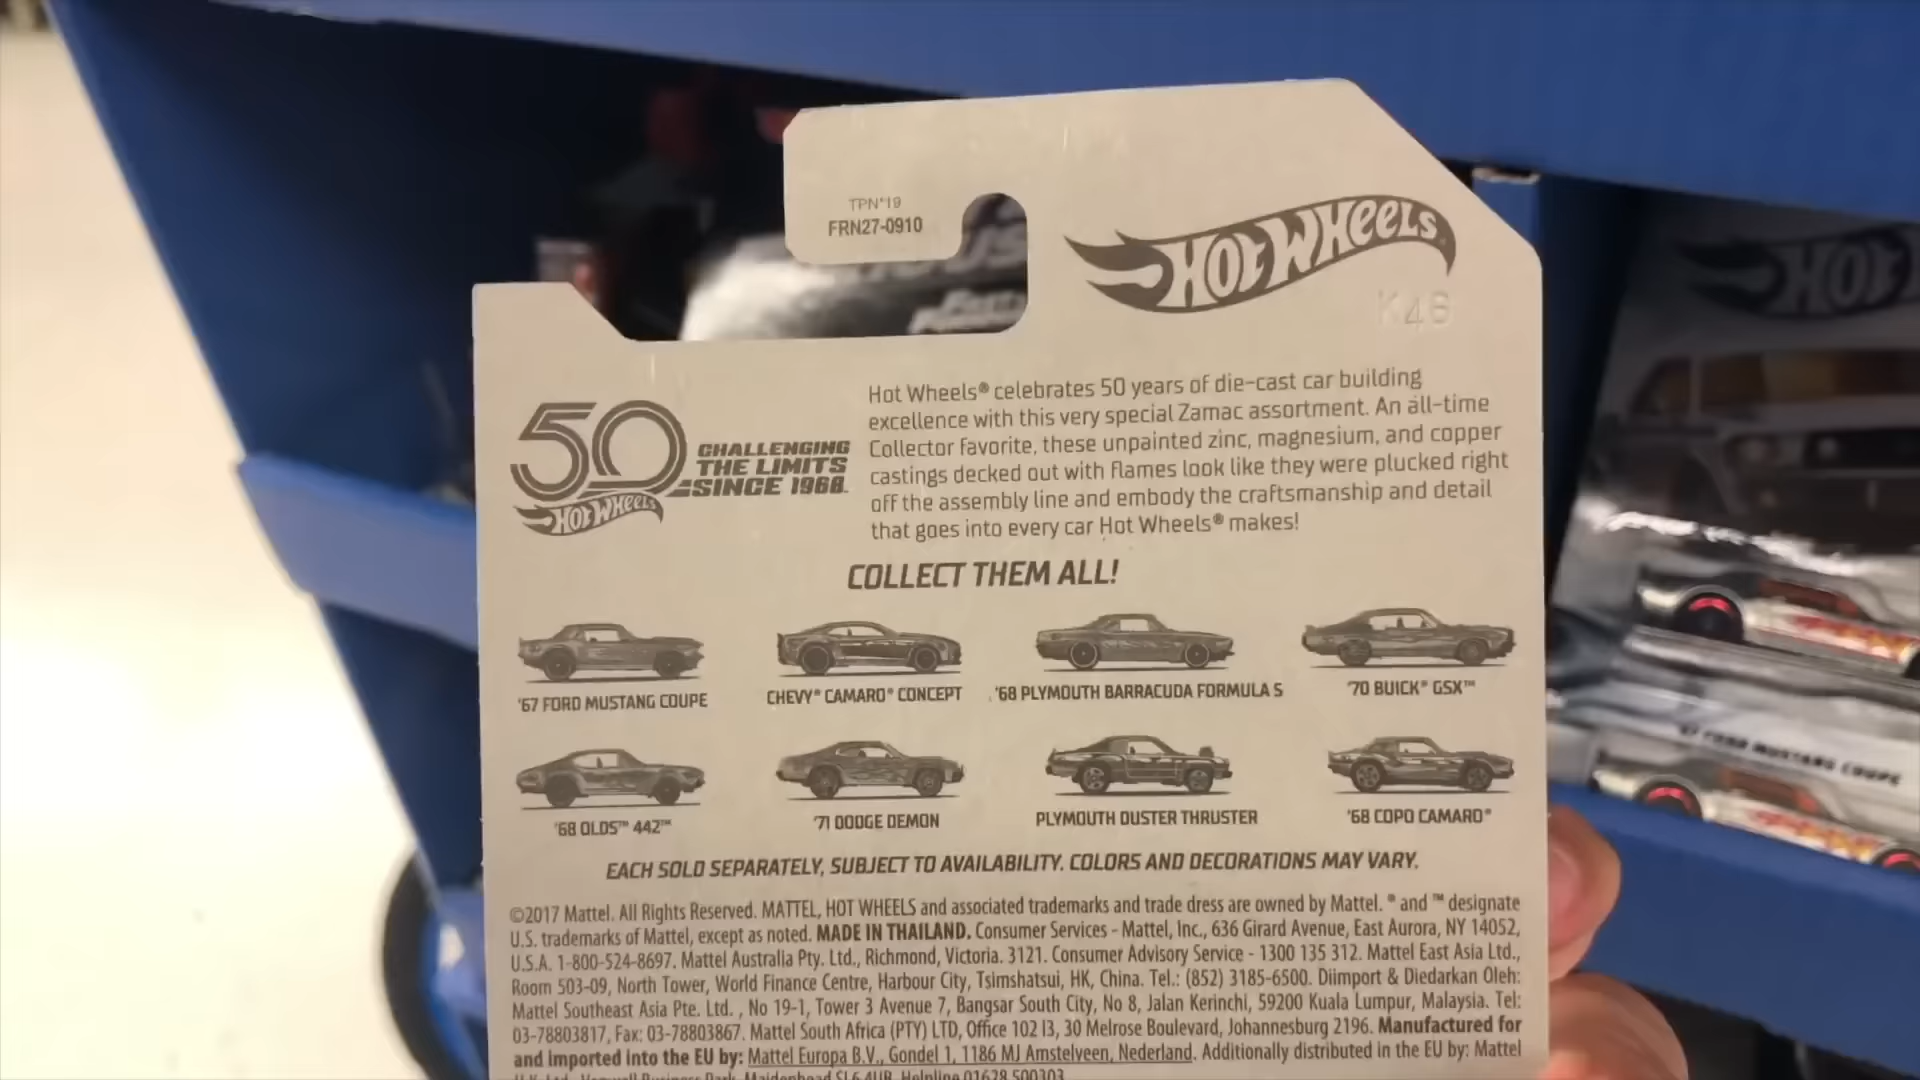 TPN*19
FRN27-0910
HOT WHEELS
K46
Hot Wheels® celebrates 50 years of die-cast car building
excellence with this very special Zamac assortment. An all-time
Collector favorite, these unpainted zinc, magnesium, and copper
castings decked out with flames look like they were plucked right
off the assembly line and embody the craftsmanship and detail
that goes into every car Hot Wheels® makes!
50
CHALLENGING
THE LIMITS
SINCE 1968.
HOT WHEELS
COLLECT THEM ALL!
'67 FORD MUSTANG COUPE
CHEVY® CAMARO® CONCEPT
'68 PLYMOUTH BARRACUDA FORMULA S
'70 BUICK® GSX™
'68 OLDS™ 442™
'71 DODGE DEMON
PLYMOUTH DUSTER THRUSTER
'68 COPO CAMARO®
EACH SOLD SEPARATELY, SUBJECT TO AVAILABILITY. COLORS AND DECORATIONS MAY VARY.
©2017 Mattel. All Rights Reserved. MATTEL, HOT WHEELS and associated trademarks and trade dress are owned by Mattel. ® and ™ designate
U.S. trademarks of Mattel, except as noted. MADE IN THAILAND. Consumer Services - Mattel, Inc., 636 Girard Avenue, East Aurora, NY 14052,
U.S.A. 1-800-524-8697. Mattel Australia Pty. Ltd., Richmond, Victoria. 3121. Consumer Advisory Service - 1300 135 312. Mattel East Asia Ltd.,
Room 503-09, North Tower, World Finance Centre, Harbour City, Tsimshatsui, HK, China. Tel.: (852) 3185-6500. Diimport & Diedarkan Oleh:
Mattel Southeast Asia Pte. Ltd. , No 19-1, Tower 3 Avenue 7, Bangsar South City, No 8, Jalan Kerinchi, 59200 Kuala Lumpur, Malaysia. Tel:
03-78803817, Fax: 03-78803867. Mattel South Africa (PTY) LTD, Office 102 I3, 30 Melrose Boulevard, Johannesburg 2196. Manufactured for
and imported into the EU by: Mattel Europa B.V., Gondel 1, 1186 MJ Amstelveen, Nederland. Additionally distributed in the EU by: Mattel
Maidenhead SL6 4UB. Helpline 01628 500303
HOT
'67 FORD MUSTANG COUPE